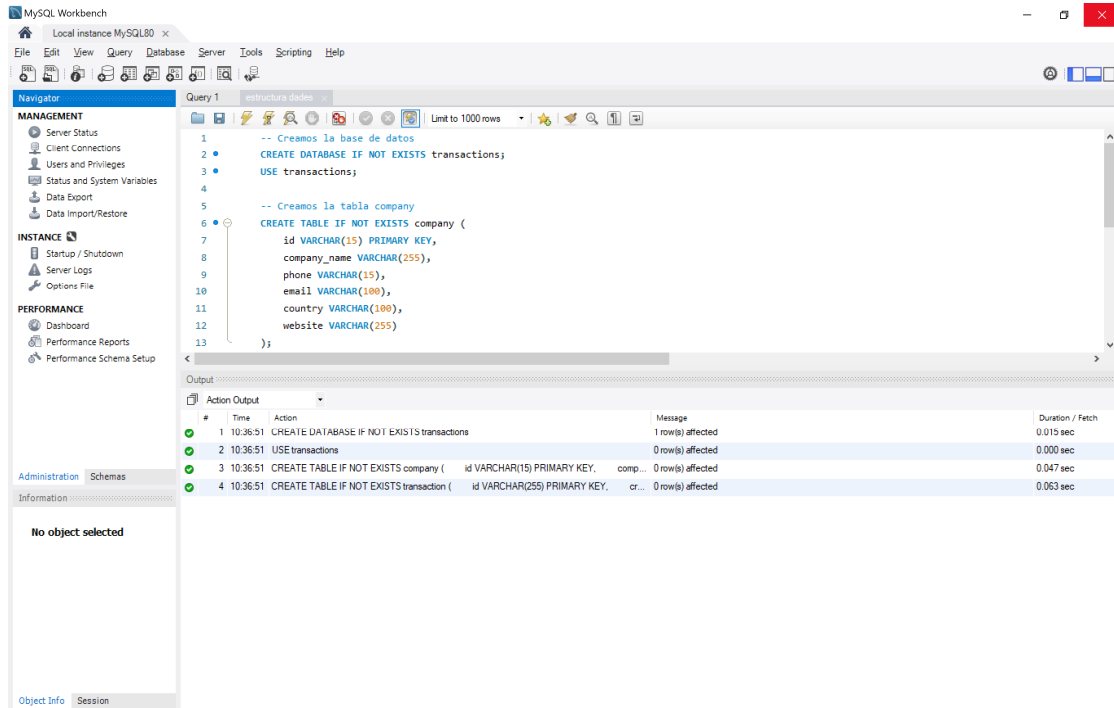 MySQL Workbench
Local instance MySQL80 ×
File Edit View Query Database Server Tools Scripting Help
Navigator
MANAGEMENT
Server Status
Client Connections
Users and Privileges
Status and System Variables
Data Export
Data Import/Restore
INSTANCE
Startup / Shutdown
Server Logs
Options File
PERFORMANCE
Dashboard
Performance Reports
Performance Schema Setup
Administration Schemas
Information
No object selected
Object Info Session
Query 1 estructura dades ×
Limit to 1000 rows
1 -- Creamos la base de datos
2 CREATE DATABASE IF NOT EXISTS transactions;
3 USE transactions;
4
5 -- Creamos la tabla company
6 CREATE TABLE IF NOT EXISTS company (
7 id VARCHAR(15) PRIMARY KEY,
8 company_name VARCHAR(255),
9 phone VARCHAR(15),
10 email VARCHAR(100),
11 country VARCHAR(100),
12 website VARCHAR(255)
13 );
Output
Action Output
# Time Action Message Duration / Fetch
1 10:36:51 CREATE DATABASE IF NOT EXISTS transactions 1 row(s) affected 0.015 sec
2 10:36:51 USE transactions 0 row(s) affected 0.000 sec
3 10:36:51 CREATE TABLE IF NOT EXISTS company ( id VARCHAR(15) PRIMARY KEY, comp... 0 row(s) affected 0.047 sec
4 10:36:51 CREATE TABLE IF NOT EXISTS transaction ( id VARCHAR(255) PRIMARY KEY, cr... 0 row(s) affected 0.063 sec